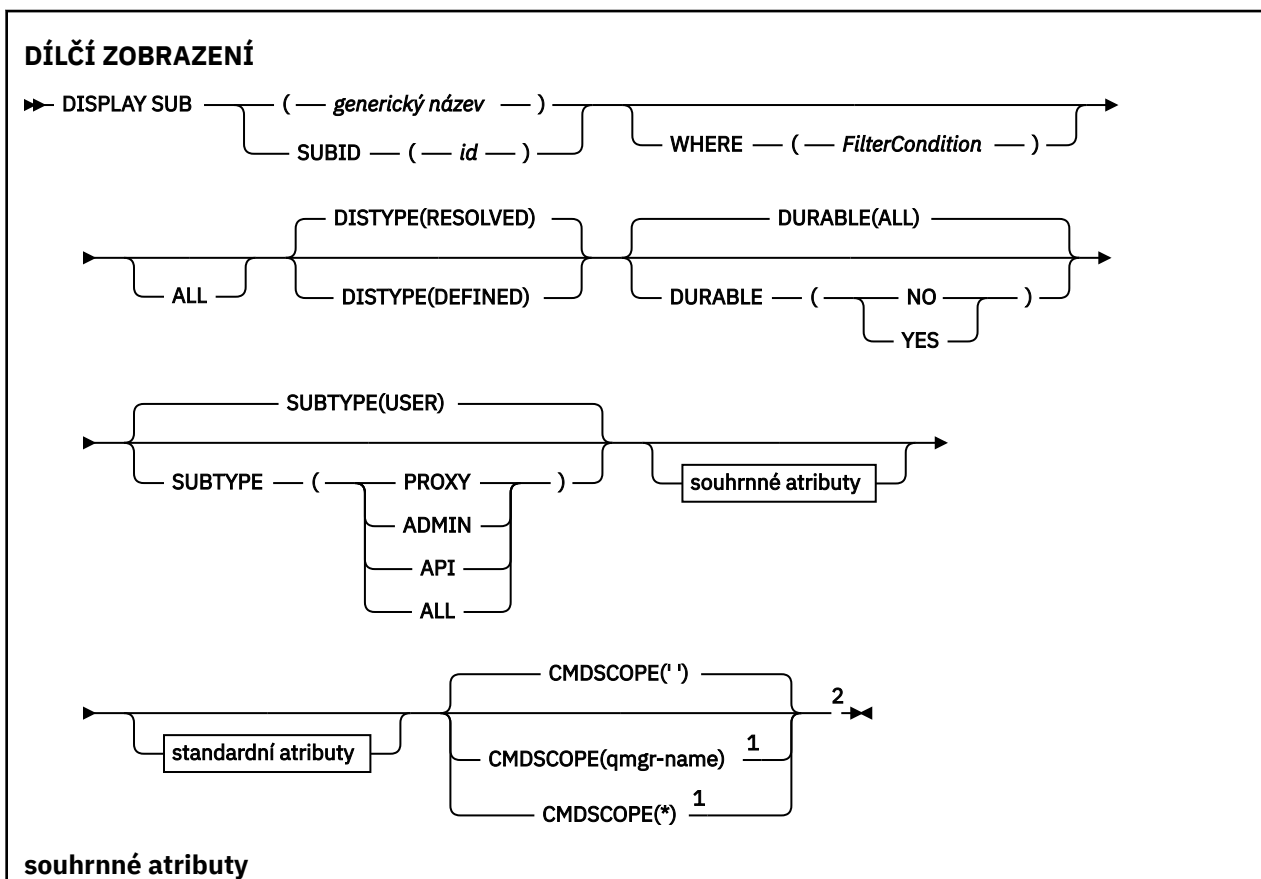 DÍLČÍ ZOBRAZENÍ
DISPLAY SUB ( generický název )
SUBID ( id )
WHERE ( FilterCondition )
ALL
DISTYPE(RESOLVED)
DISTYPE(DEFINED)
DURABLE(ALL)
DURABLE ( NO )
YES
SUBTYPE(USER)
SUBTYPE ( PROXY )
ADMIN
API
ALL
souhrnné atributy
standardní atributy
CMDSCOPE(' ')
CMDSCOPE(qmgr-name) 1
CMDSCOPE(*) 1
2
souhrnné atributy